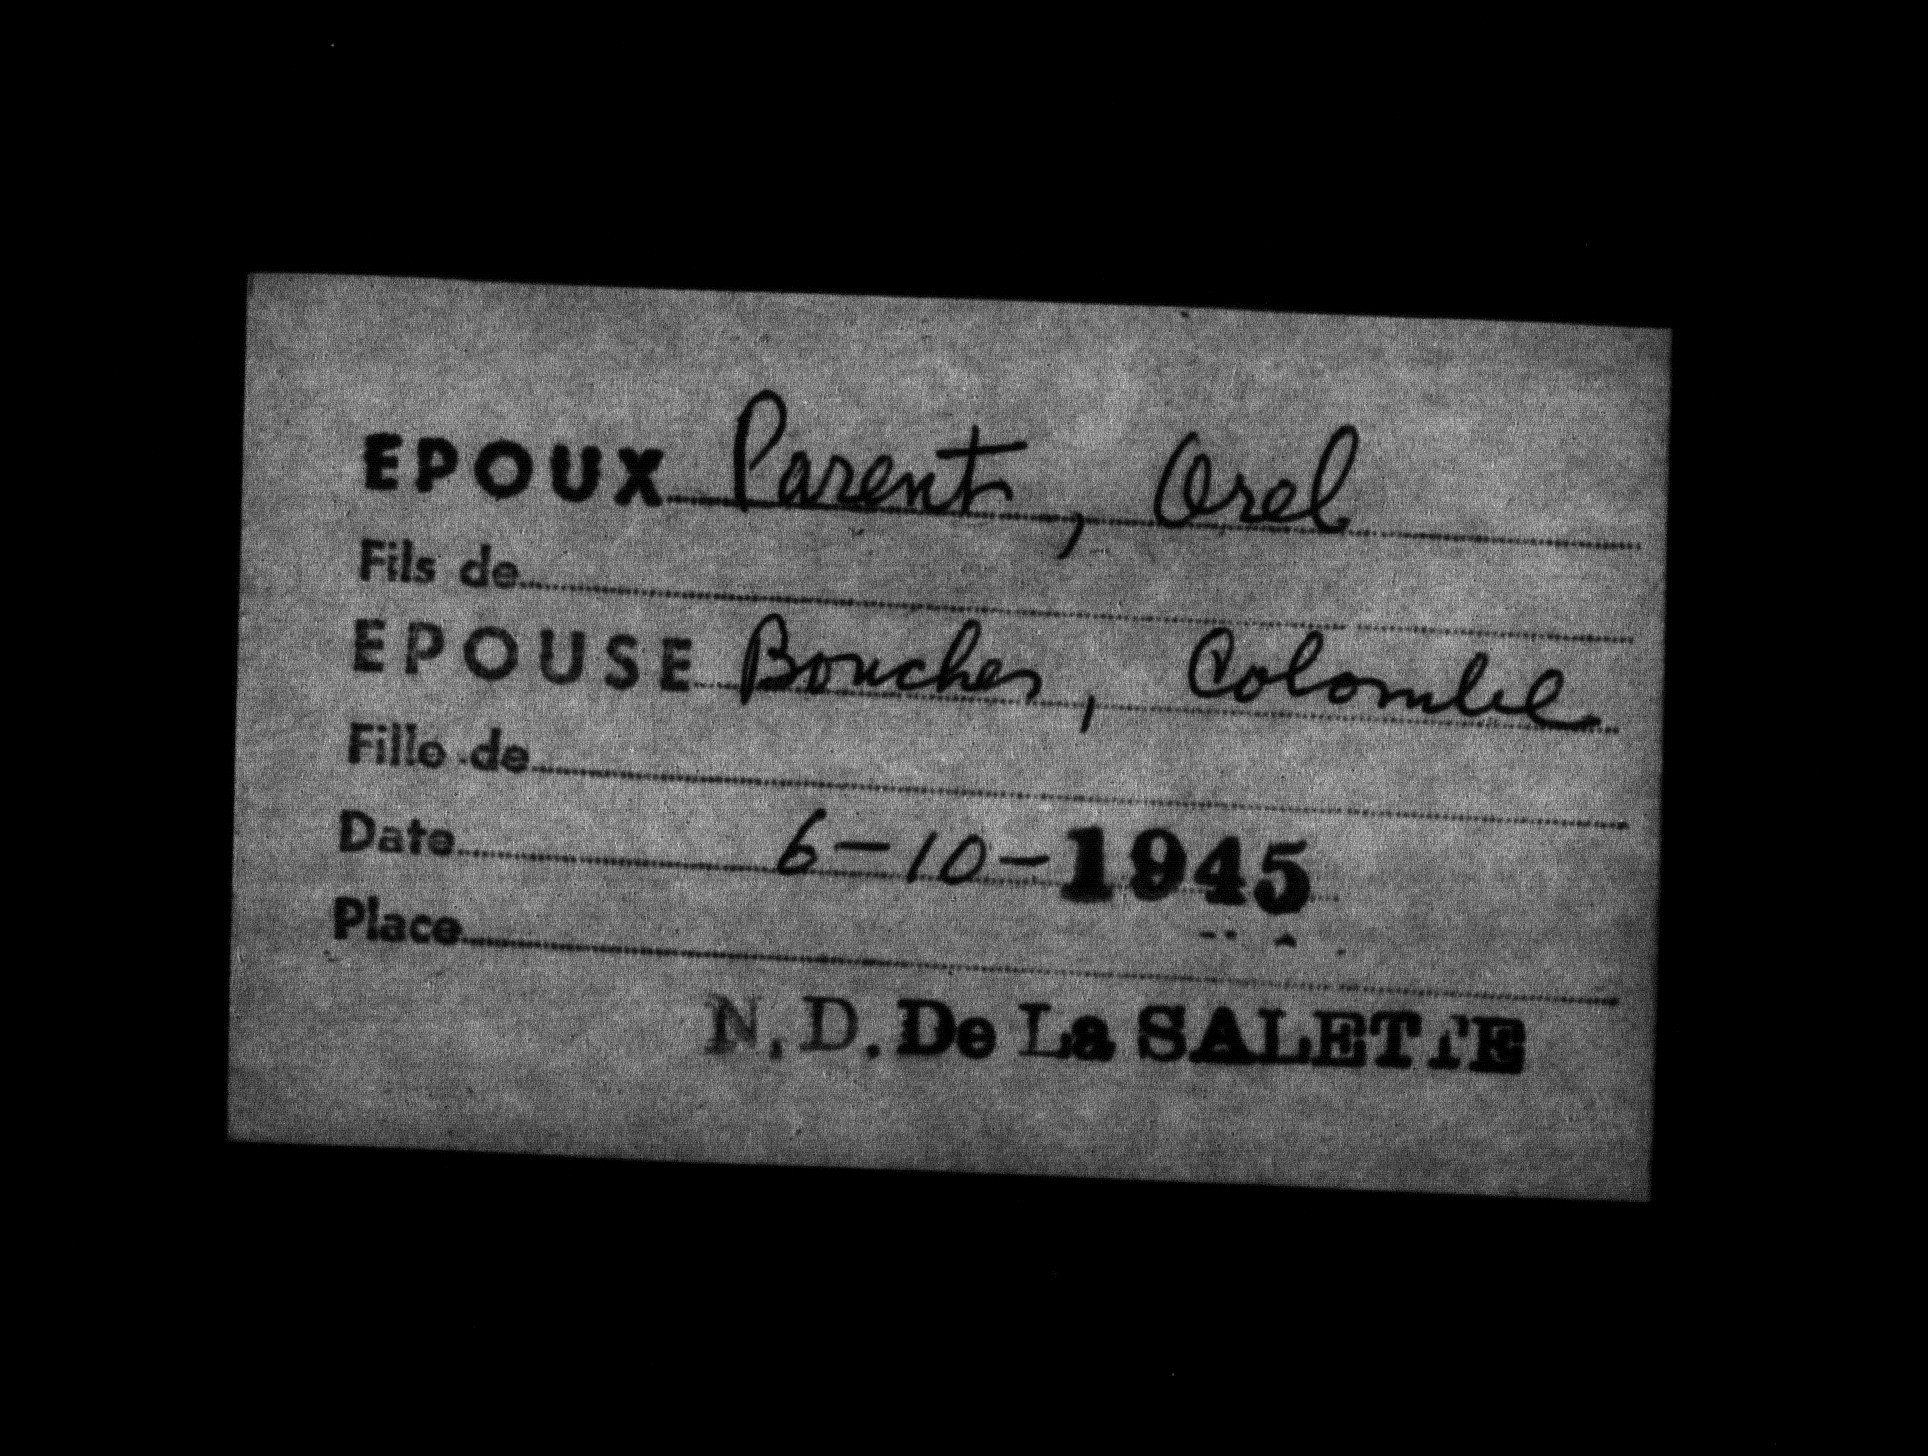 EPOUX Parent, Orel
Fils de
EPOUSE Boucher, Colombe
Fille de
Date 6-10-1945
Place
N. D. De La SALETTE